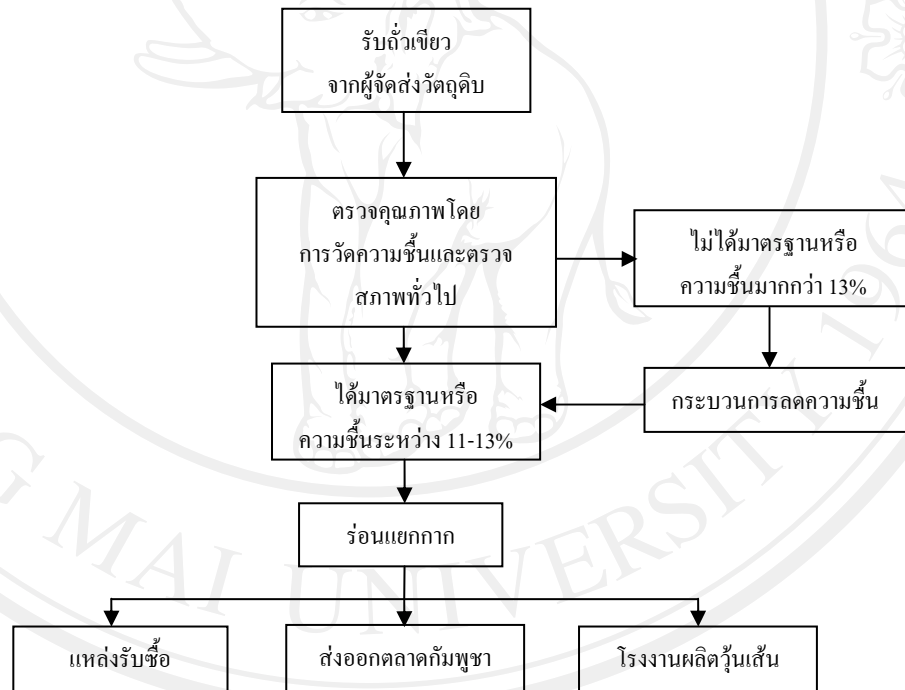 รับถั่วเขียว
จากผู้จัดส่งวัตถุดิบ
ตรวจคุณภาพโดย
การวัดความชื้นและตรวจ
สภาพทั่วไป
ไม่ได้มาตรฐานหรือ
ความชื้นมากกว่า 13%
ได้มาตรฐานหรือ
ความชื้นระหว่าง 11-13%
กระบวนการลดความชื้น
ร่อนแยกกาก
แหล่งรับซื้อ
ส่งออกตลาดกัมพูชา
โรงงานผลิตวุ้นเส้น
G MAI UNIVERSITY 1964